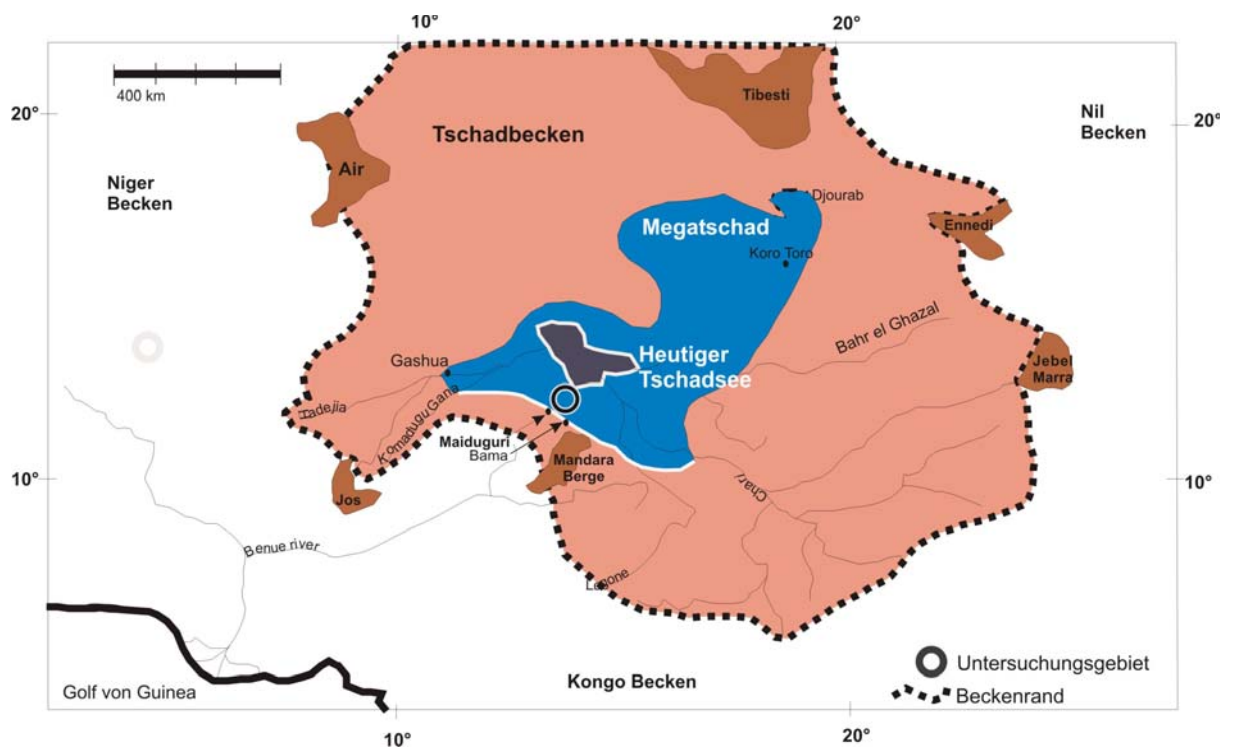 10°
20°
400 km
20°
20°
Tibesti
Nil
Becken
Tschadbecken
Air
Niger
Becken
Djourab
Megatschad
Ennedi
Koro Toro
Bahr el Ghazal
Gashua
Heutiger
Tschadsee
Jebel
Marra
Hadejia
Komadugu Gana
Maiduguri
Bama
Mandara
Berge
10°
Jos
Chari
10°
Benue river
Logone
Untersuchungsgebiet
Golf von Guinea
Kongo Becken
Beckenrand
10°
20°